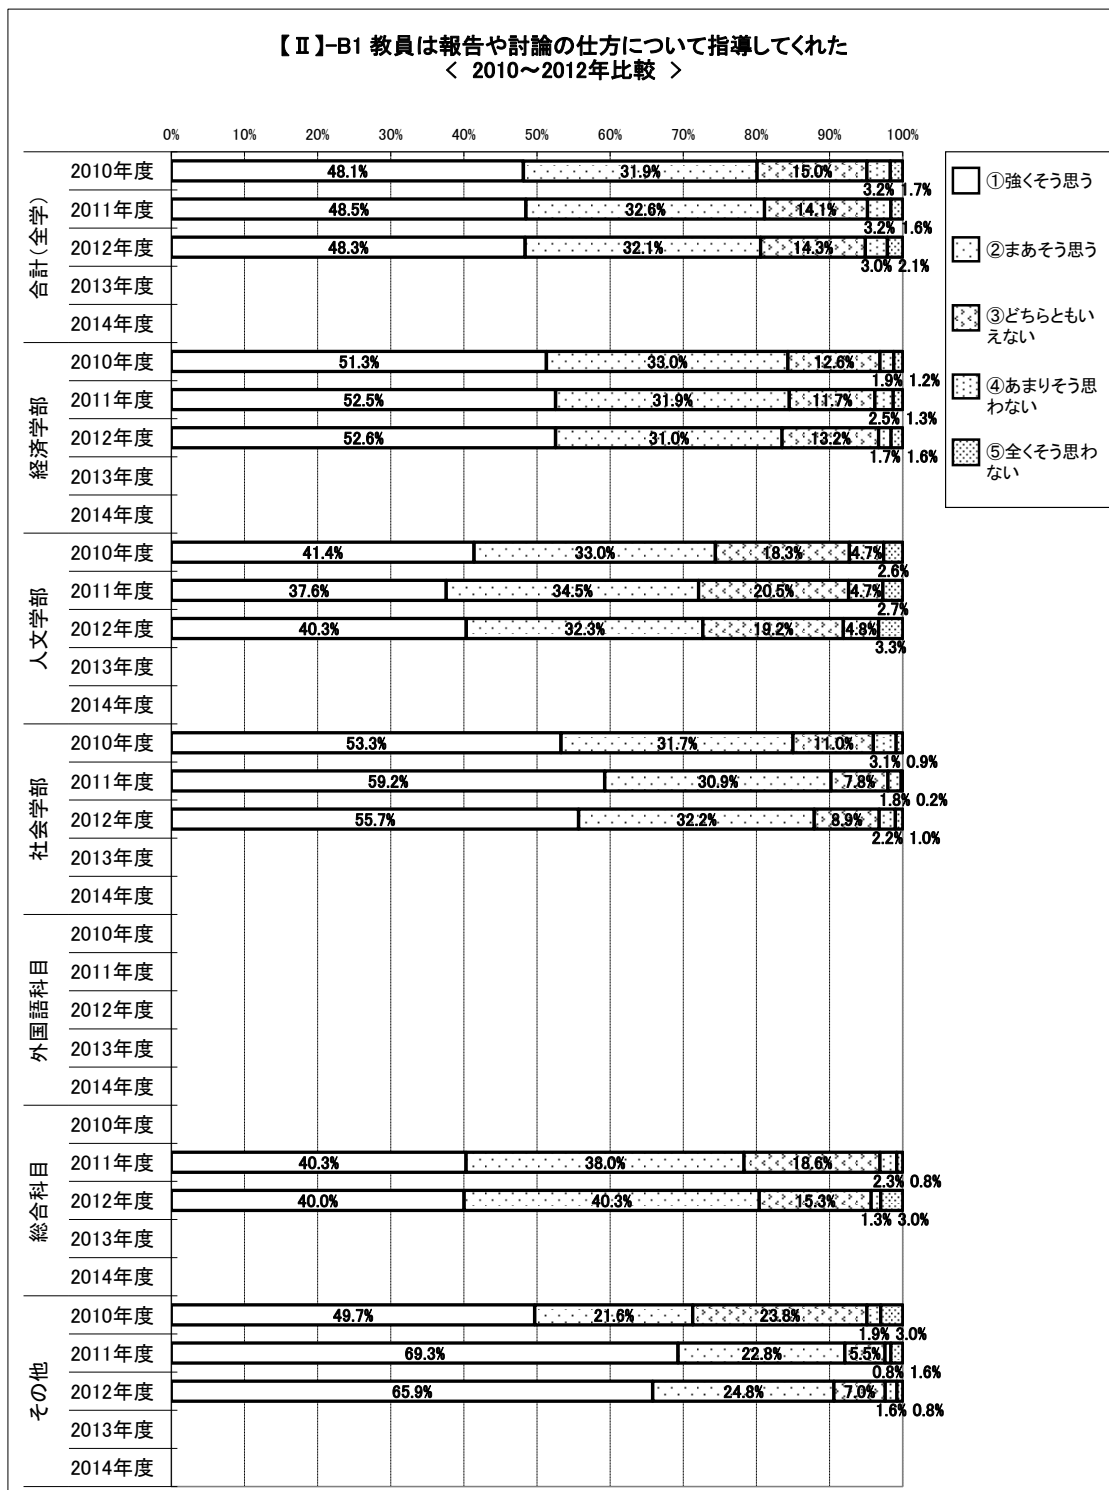 【Ⅱ】-B1 教員は報告や討論の仕方について指導してくれた
< 2010～2012年比較 >
0% 10% 20% 30% 40% 50% 60% 70% 80% 90% 100%
合計(全学)
2010年度 48.1% 31.9% 15.0%
3.2% 1.7%
2011年度 48.5% 32.6% 14.1%
3.2% 1.6%
2012年度 48.3% 32.1% 14.3%
3.0% 2.1%
2013年度
2014年度
経済学部
2010年度 51.3% 33.0% 12.6%
1.9% 1.2%
2011年度 52.5% 31.9% 11.7%
2.5% 1.3%
2012年度 52.6% 31.0% 13.2%
1.7% 1.6%
2013年度
2014年度
人文学部
2010年度 41.4% 33.0% 18.3% 4.7%
2.6%
2011年度 37.6% 34.5% 20.5% 4.7%
2.7%
2012年度 40.3% 32.3% 19.2% 4.8%
3.3%
2013年度
2014年度
社会学部
2010年度 53.3% 31.7% 11.0%
3.1% 0.9%
2011年度 59.2% 30.9% 7.8%
1.8% 0.2%
2012年度 55.7% 32.2% 8.9%
2.2% 1.0%
2013年度
2014年度
外国語科目
2010年度
2011年度
2012年度
2013年度
2014年度
総合科目
2010年度
2011年度 40.3% 38.0% 18.6%
2.3% 0.8%
2012年度 40.0% 40.3% 15.3%
1.3% 3.0%
2013年度
2014年度
その他
2010年度 49.7% 21.6% 23.8%
1.9% 3.0%
2011年度 69.3% 22.8% 5.5%
0.8% 1.6%
2012年度 65.9% 24.8% 7.0%
1.6% 0.8%
2013年度
2014年度
①強くそう思う
②まあそう思う
③どちらともい
えない
④あまりそう思
わない
⑤全くそう思わ
ない